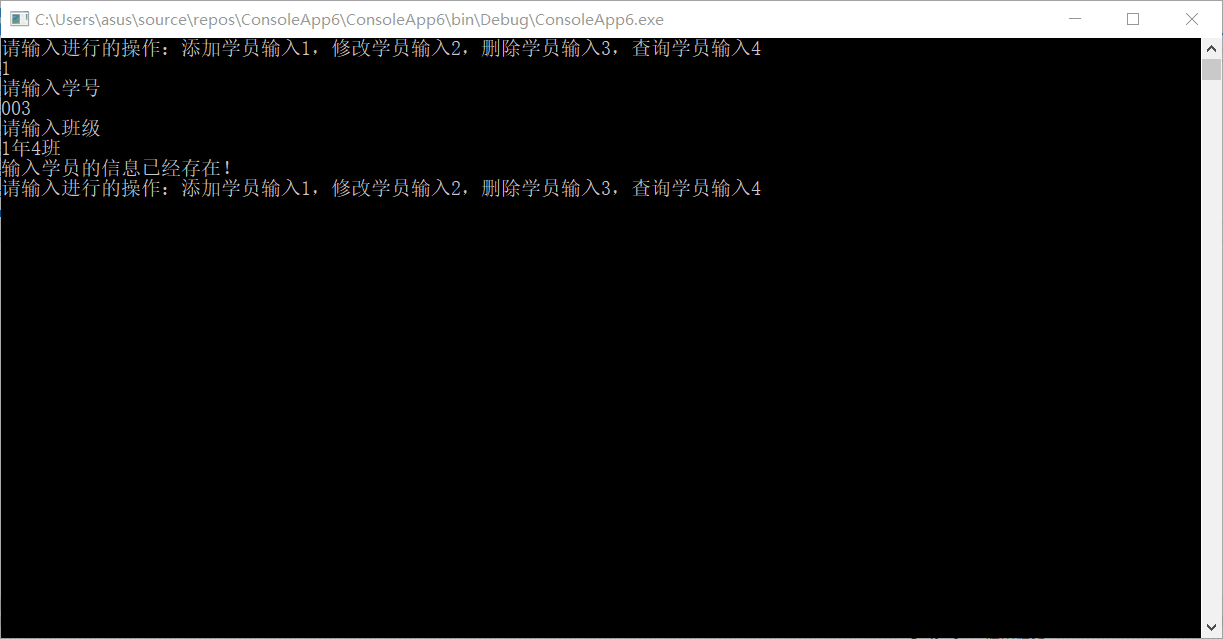 C:\Users\asus\source\repos\ConsoleApp6\ConsoleApp6\bin\Debug\ConsoleApp6.exe
请输入进行的操作：添加学员输入1，修改学员输入2，删除学员输入3，查询学员输入4
1
请输入学号
003
请输入班级
1年4班
输入学员的信息已经存在！
请输入进行的操作：添加学员输入1，修改学员输入2，删除学员输入3，查询学员输入4